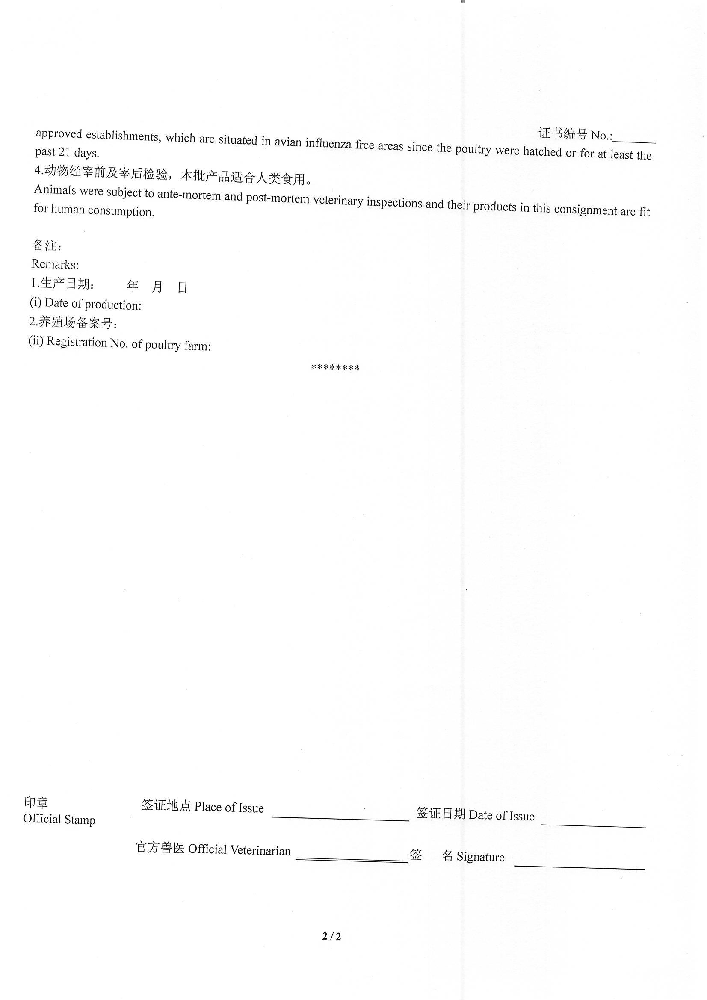 证书编号 No.:______
approved establishments, which are situated in avian influenza free areas since the poultry were hatched or for at least the
past 21 days.
4.动物经宰前及宰后检验，本批产品适合人类食用。
Animals were subject to ante-mortem and post-mortem veterinary inspections and their products in this consignment are fit
for human consumption.
备注：
Remarks:
1.生产日期： 年 月 日
(i) Date of production:
2.养殖场备案号：
(ii) Registration No. of poultry farm:
********
印章 签证地点 Place of Issue ______ 签证日期 Date of Issue ______
Official Stamp
官方兽医 Official Veterinarian ______ 签 名 Signature ______
2 / 2